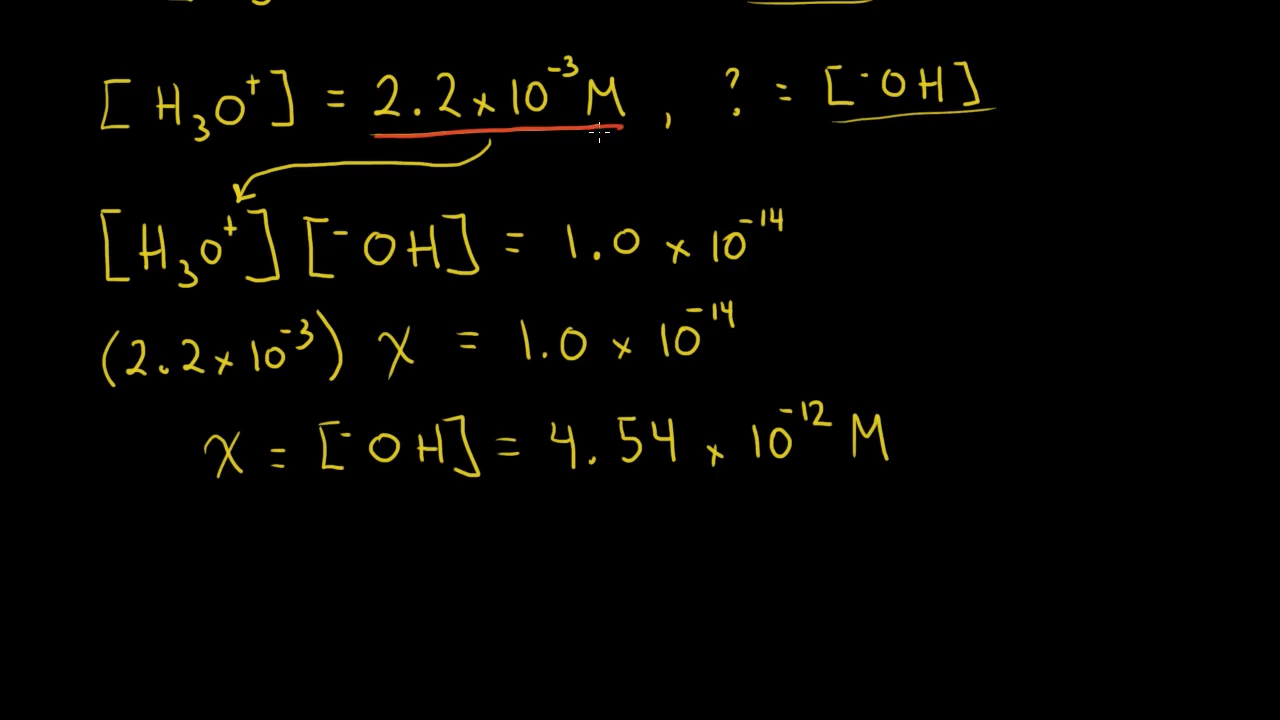 [H₃O⁺] = 2.2 × 10⁻³ M , ? = [⁻OH]
[H₃O⁺] [⁻OH] = 1.0 × 10⁻¹⁴
(2.2 × 10⁻³) x = 1.0 × 10⁻¹⁴
x = [⁻OH] = 4.54 × 10⁻¹² M